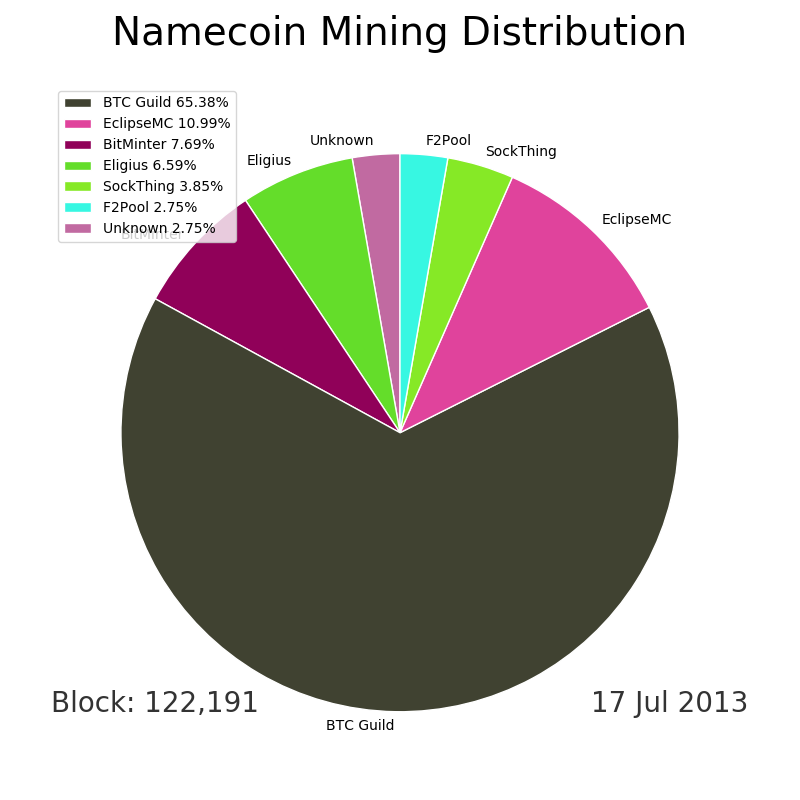 Namecoin Mining Distribution
BTC Guild 65.38%
EclipseMC 10.99%
BitMinter 7.69%
Eligius 6.59%
SockThing 3.85%
F2Pool 2.75%
Unknown 2.75%
Unknown
F2Pool
SockThing
Eligius
EclipseMC
BitMinter
Block: 122,191
17 Jul 2013
BTC Guild